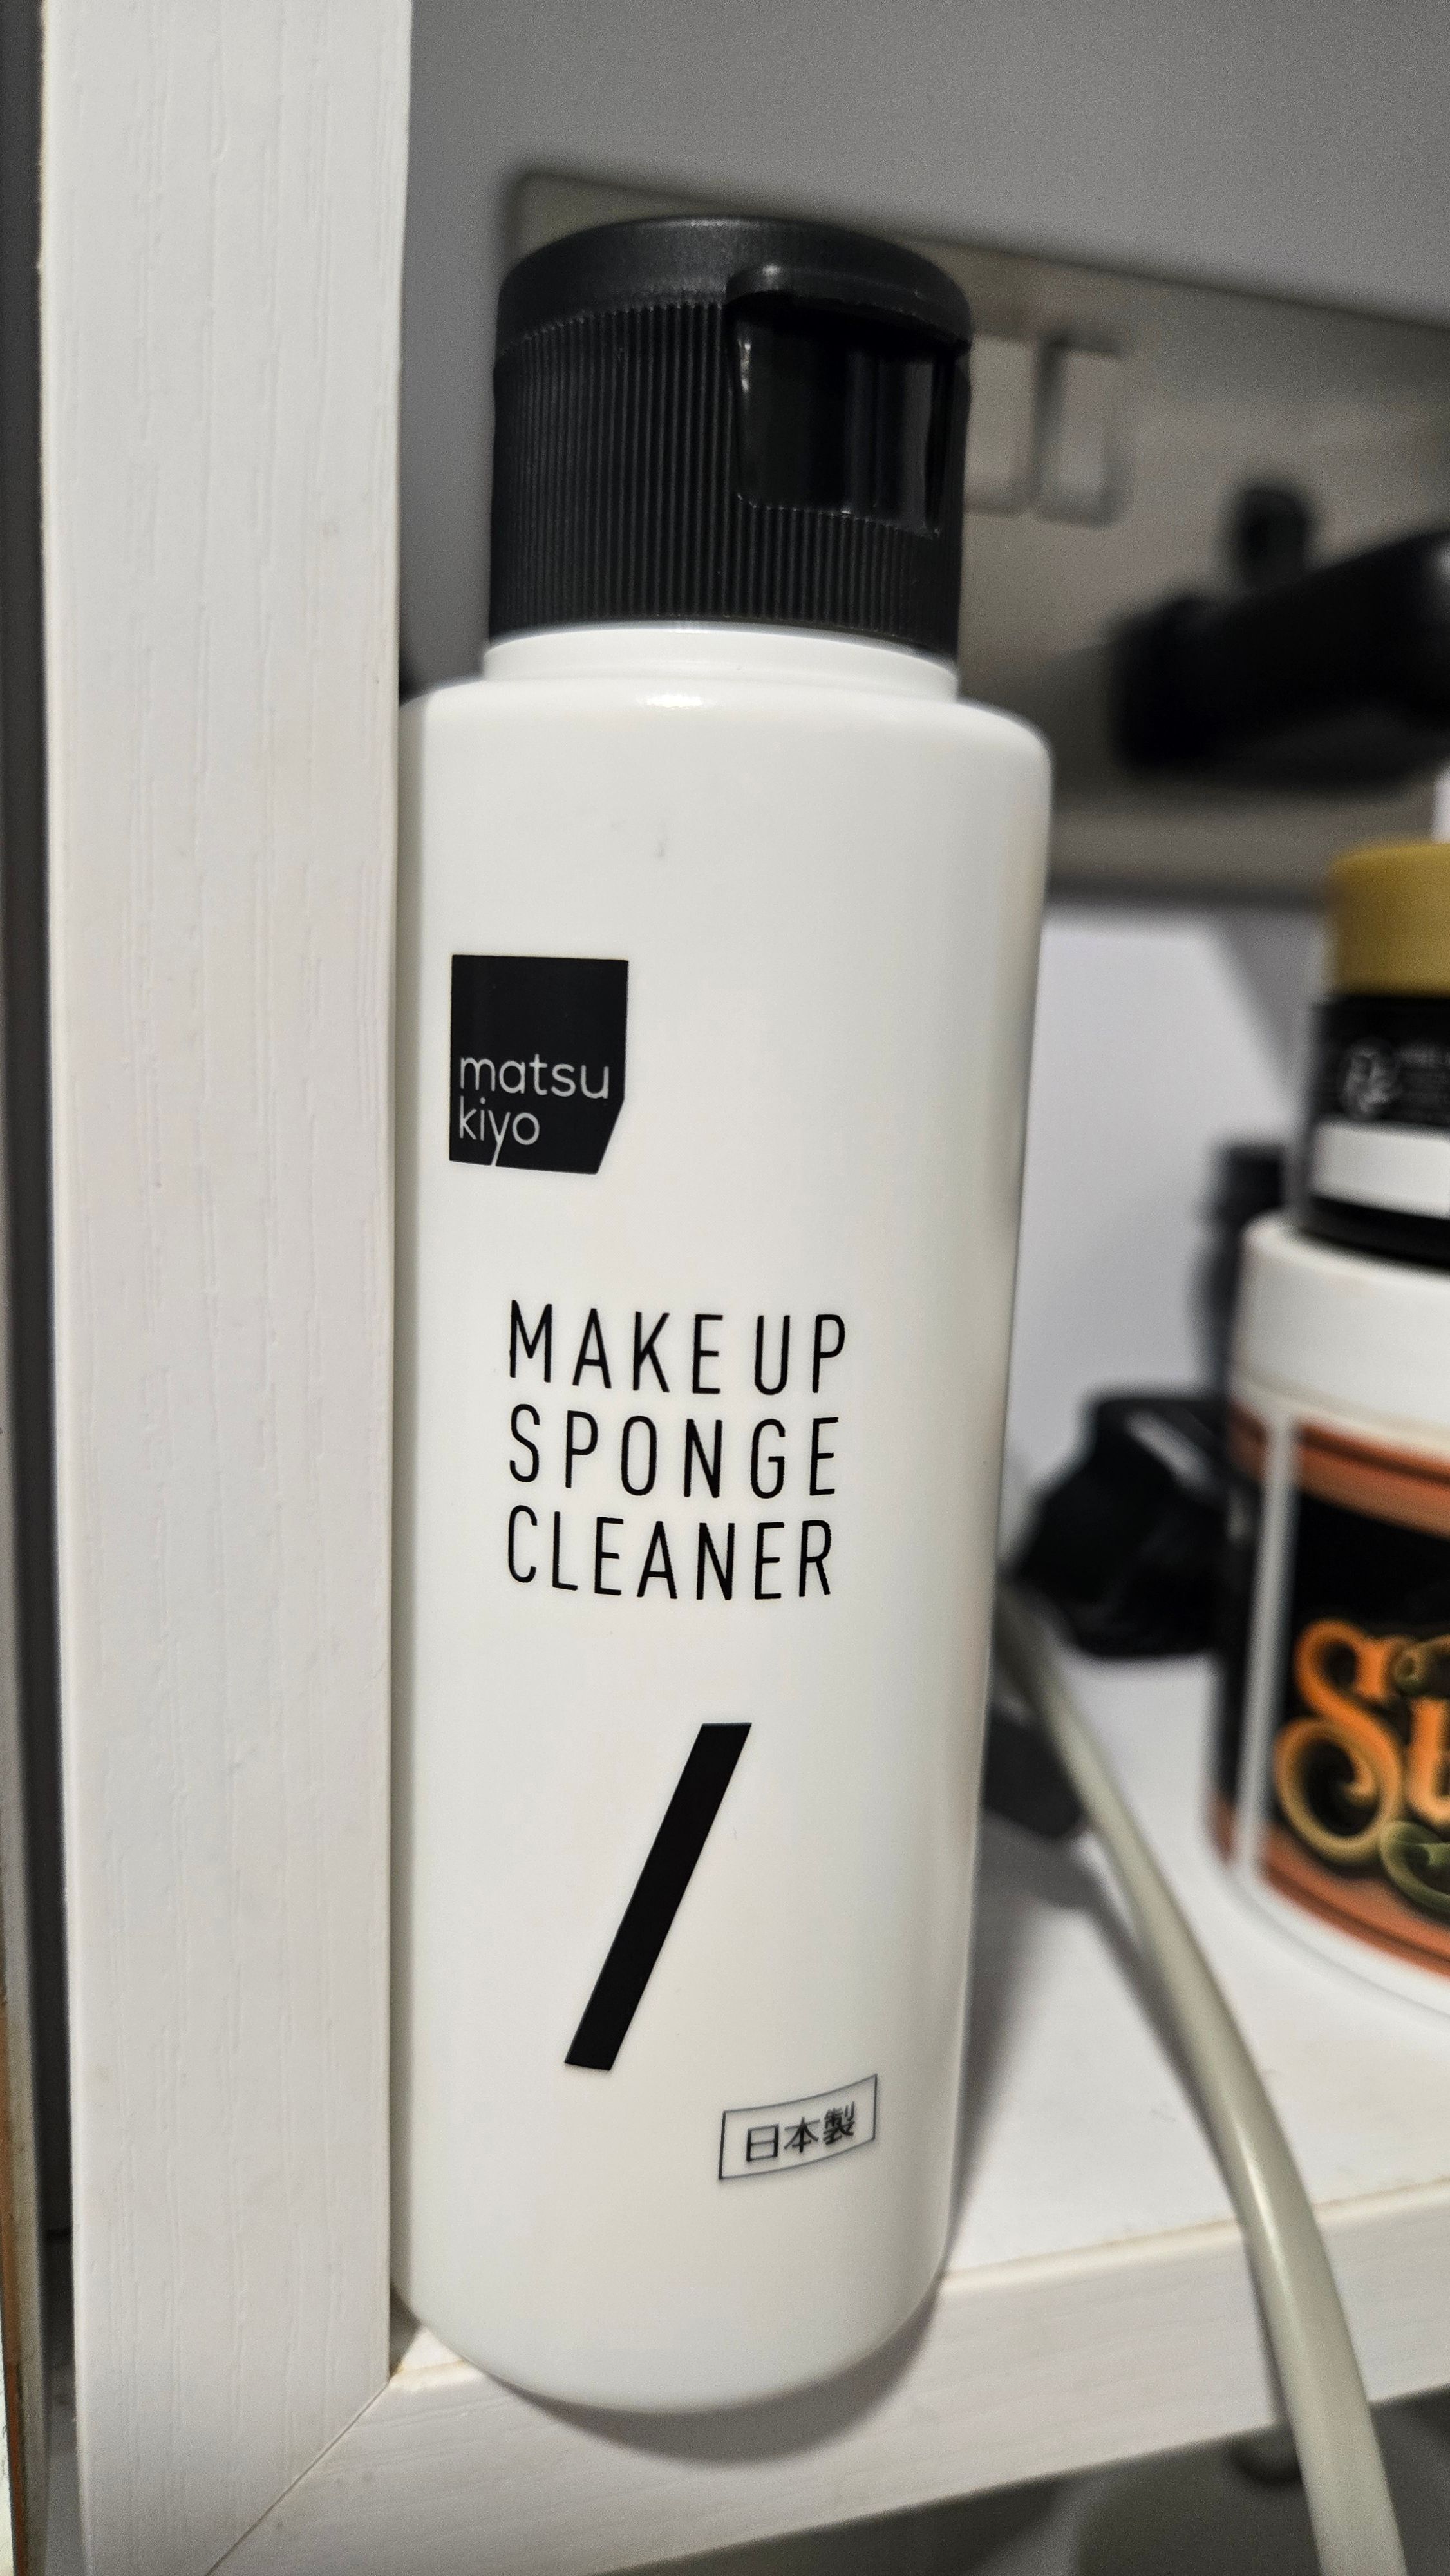 matsu
kiyo
MAKE UP
SPONGE
CLEANER
日本製